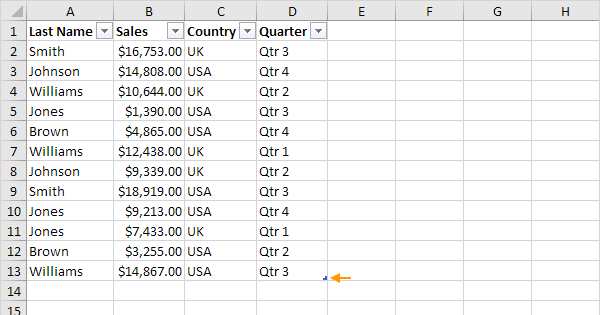 A B C D E F G H
1 Last Name Sales Country Quarter
2 Smith $16,753.00 UK Qtr 3
3 Johnson $14,808.00 USA Qtr 4
4 Williams $10,644.00 UK Qtr 2
5 Jones $1,390.00 USA Qtr 3
6 Brown $4,865.00 USA Qtr 4
7 Williams $12,438.00 UK Qtr 1
8 Johnson $9,339.00 UK Qtr 2
9 Smith $18,919.00 USA Qtr 3
10 Jones $9,213.00 USA Qtr 4
11 Jones $7,433.00 UK Qtr 1
12 Brown $3,255.00 USA Qtr 2
13 Williams $14,867.00 USA Qtr 3
14
15